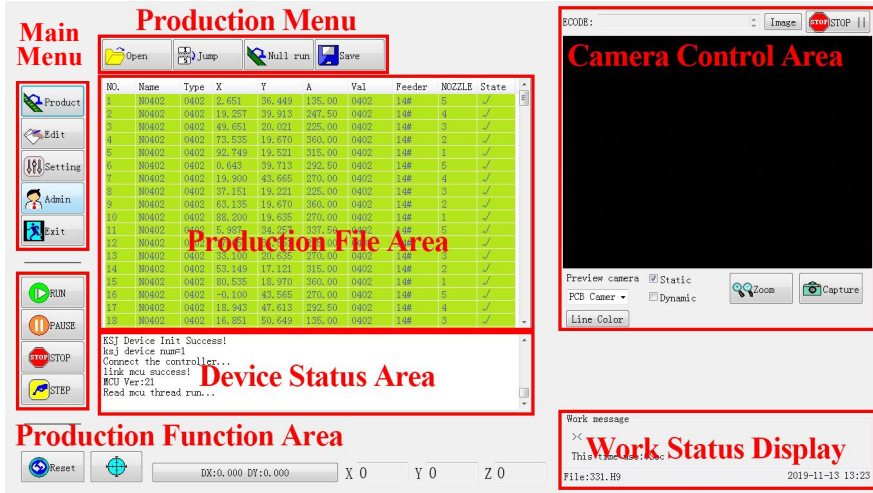 Main
Menu
Production Menu
Open
Jump
Null run
Save
Product
Edit
Setting
Admin
Exit
NO. Name Type X Y A Val Feeder NOZZLE State
1 N0402 0402 2.651 36.449 135.00 0402 14# 5 √
2 N0402 0402 19.257 39.913 247.50 0402 14# 4 √
3 N0402 0402 49.651 20.021 225.00 0402 14# 3 √
4 N0402 0402 73.535 19.670 360.00 0402 14# 2 √
5 N0402 0402 92.749 19.521 315.00 0402 14# 1 √
6 N0402 0402 0.643 39.713 292.50 0402 14# 5 √
7 N0402 0402 19.900 43.665 270.00 0402 14# 4 √
8 N0402 0402 37.151 19.221 225.00 0402 14# 3 √
9 N0402 0402 63.135 19.670 360.00 0402 14# 2 √
10 N0402 0402 88.200 19.635 270.00 0402 14# 1 √
11 N0402 0402 5.987 34.257 337.50 0402 14# 5 √
12 N0402 0402
13 N0402 0402 33.100 20.635 270.00 0402 14# 3 √
14 N0402 0402 53.149 17.121 315.00 0402 14# 2 √
15 N0402 0402 80.535 18.970 360.00 0402 14# 1 √
16 N0402 0402 -0.100 43.565 270.00 0402 14# 5 √
17 N0402 0402 18.943 47.613 292.50 0402 14# 4 √
18 N0402 0402 16.851 50.649 135.00 0402 14# 3 √
Production File Area
RUN
PAUSE
STOP STOP
STEP
KSJ Device Init Success!
ksj device num=1
Connect the controller...
link mcu success!
MCU Ver:21
Read mcu thread run...
Device Status Area
Production Function Area
Reset
DX:0.000 DY:0.000
X 0
Y 0
Z 0
ECODE:
Image
STOP STOP ||
Camera Control Area
Preview camera
Static
PCB Camer
Dynamic
Zoom
Capture
Line Color
Work message
Work Status Display
This time use:
File:331.H9
2019-11-13 13:23